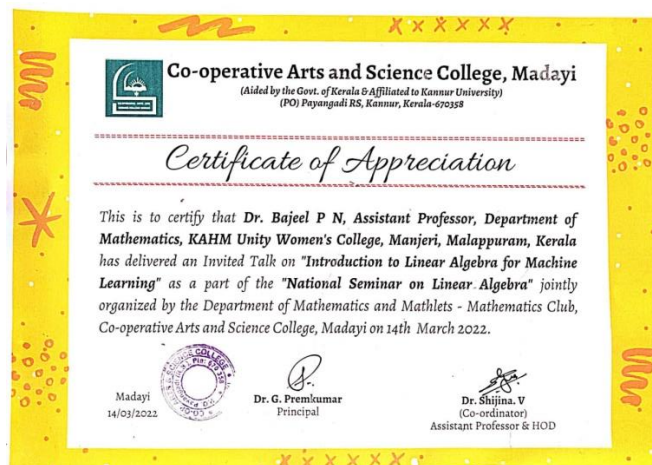 Co-operative Arts and Science College, Madayi
(Aided by the Govt. of Kerala & Affiliated to Kannur University)
(PO) Payangadi RS, Kannur, Kerala-670358
Certificate of Appreciation
This is to certify that Dr. Bajeel P N, Assistant Professor, Department of
Mathematics, KAHM Unity Women's College, Manjeri, Malappuram, Kerala
has delivered an Invited Talk on "Introduction to Linear Algebra for Machine
Learning" as a part of the "National Seminar on Linear Algebra" jointly
organized by the Department of Mathematics and Mathlets - Mathematics Club,
Co-operative Arts and Science College, Madayi on 14th March 2022.
SCIENCE COLLEGE
Madayi
14/03/2022
Dr. G. Premkumar
Principal
Dr. Shijina. V
(Co-ordinator)
Assistant Professor & HOD